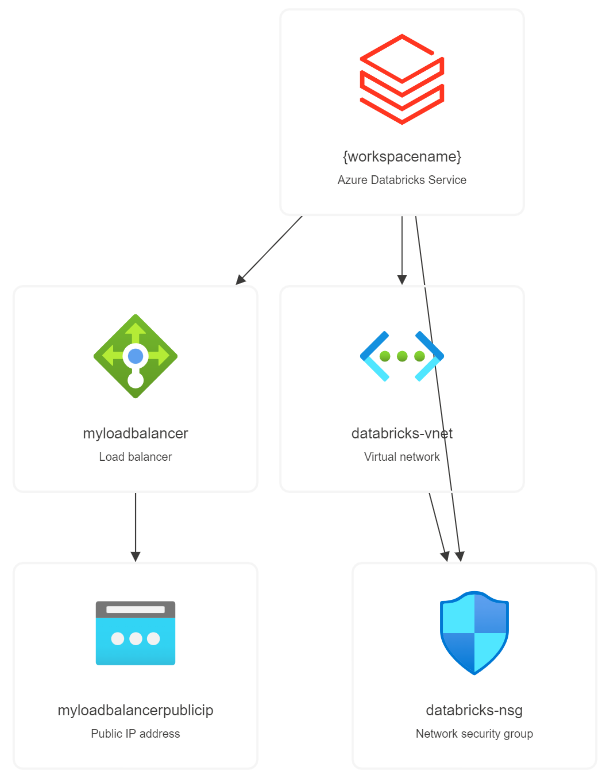 {workspacename}
Azure Databricks Service
myloadbalancer
Load balancer
databricks-vnet
Virtual network
myloadbalancerpublicip
Public IP address
databricks-nsg
Network security group